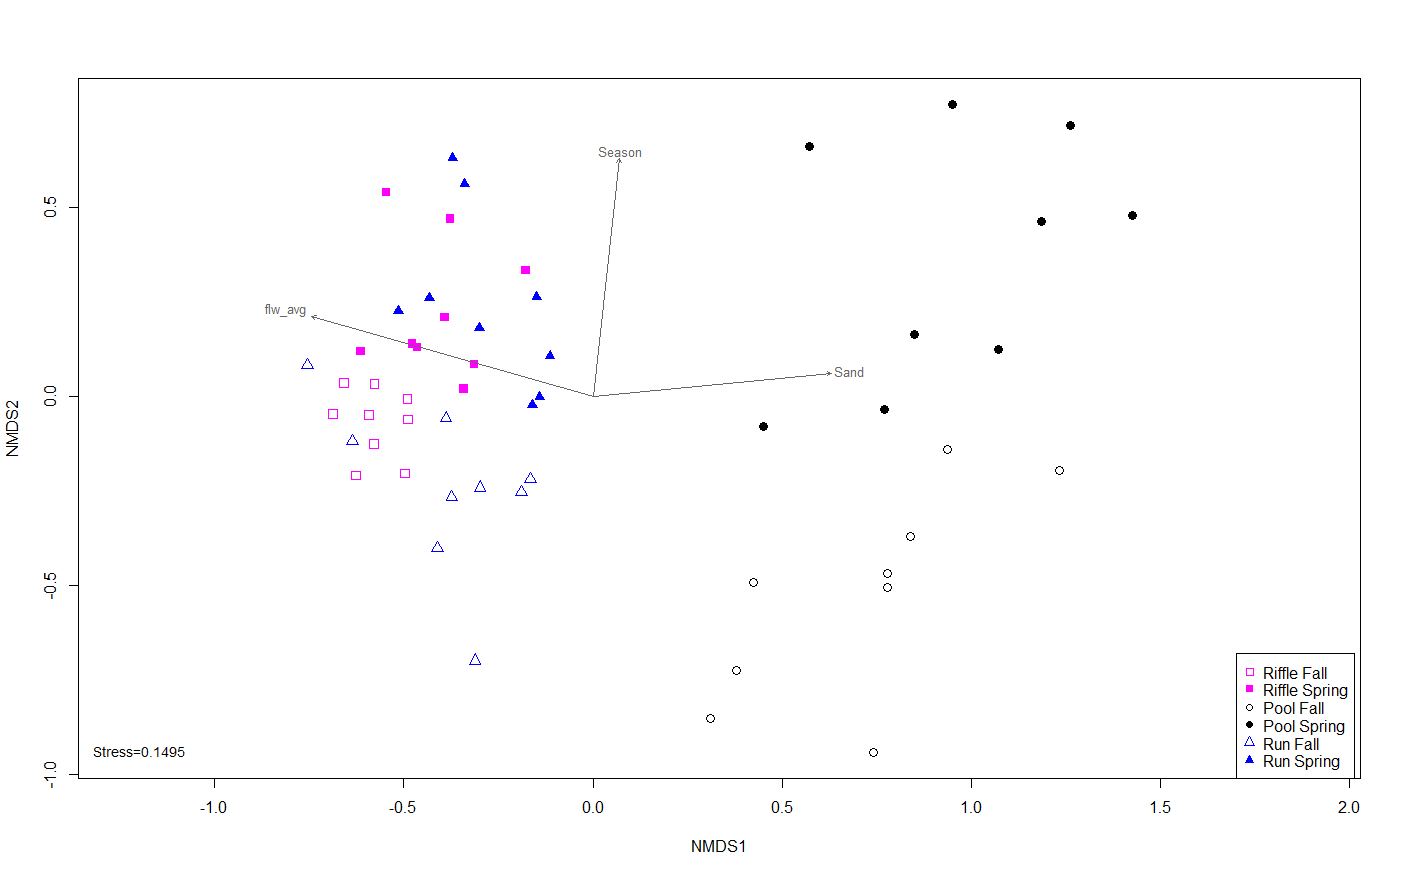 Season
flw_avg
Sand
0.5
0.0
-0.5
-1.0
NMDS2
Stress=0.1495
Riffle Fall
Riffle Spring
Pool Fall
Pool Spring
Run Fall
Run Spring
-1.0 -0.5 0.0 0.5 1.0 1.5 2.0
NMDS1